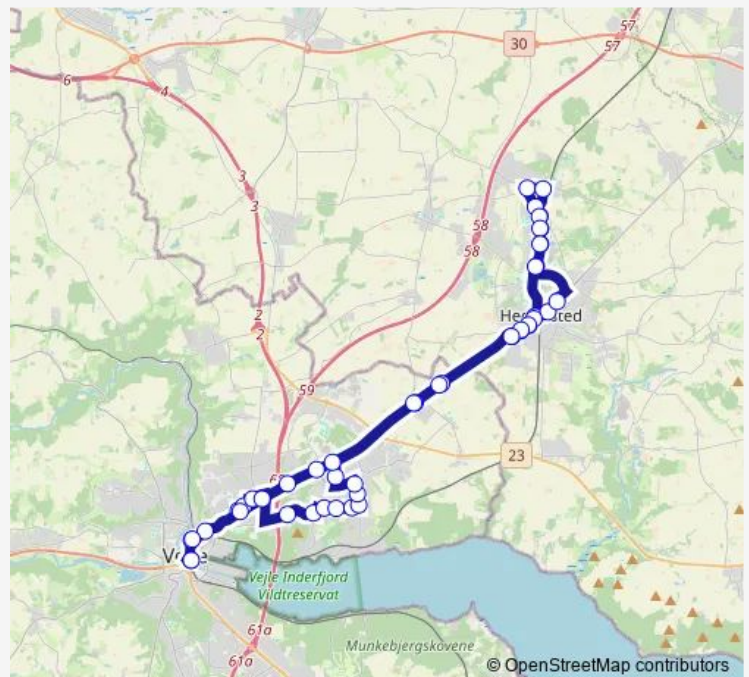 57
30
57
6
4
3
3
58
58
Hedensted
2
2
59
23
Vejle
Vejle Inderfjord
Vildtreservat
61a
Munkebjergskovene
61a
© OpenStreetMap contributors